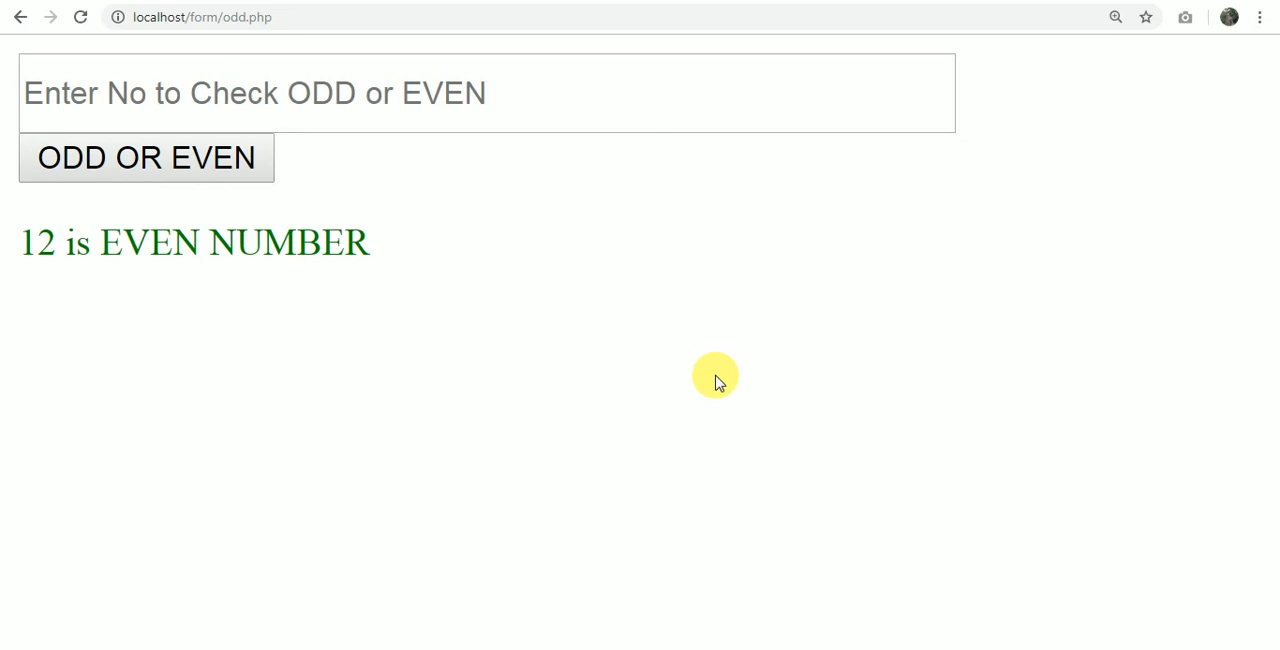 localhost/form/odd.php
Enter No to Check ODD or EVEN
ODD OR EVEN
12 is EVEN NUMBER